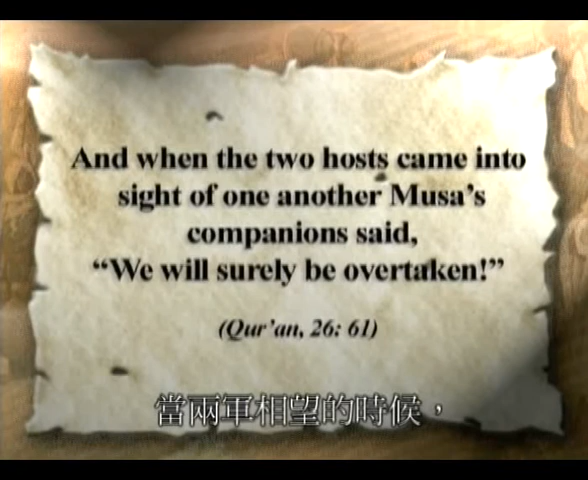 And when the two hosts came into
sight of one another Musa's
companions said,
“We will surely be overtaken!”
(Qur'an, 26: 61)
當兩軍相望的時候，